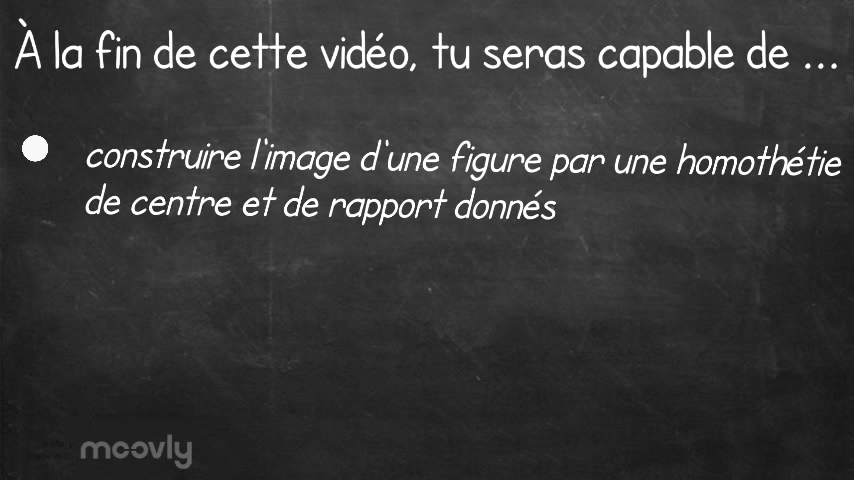 À la fin de cette vidéo, tu seras capable de ...
construire l'image d'une figure par une homothétie
de centre et de rapport donnés
moovly